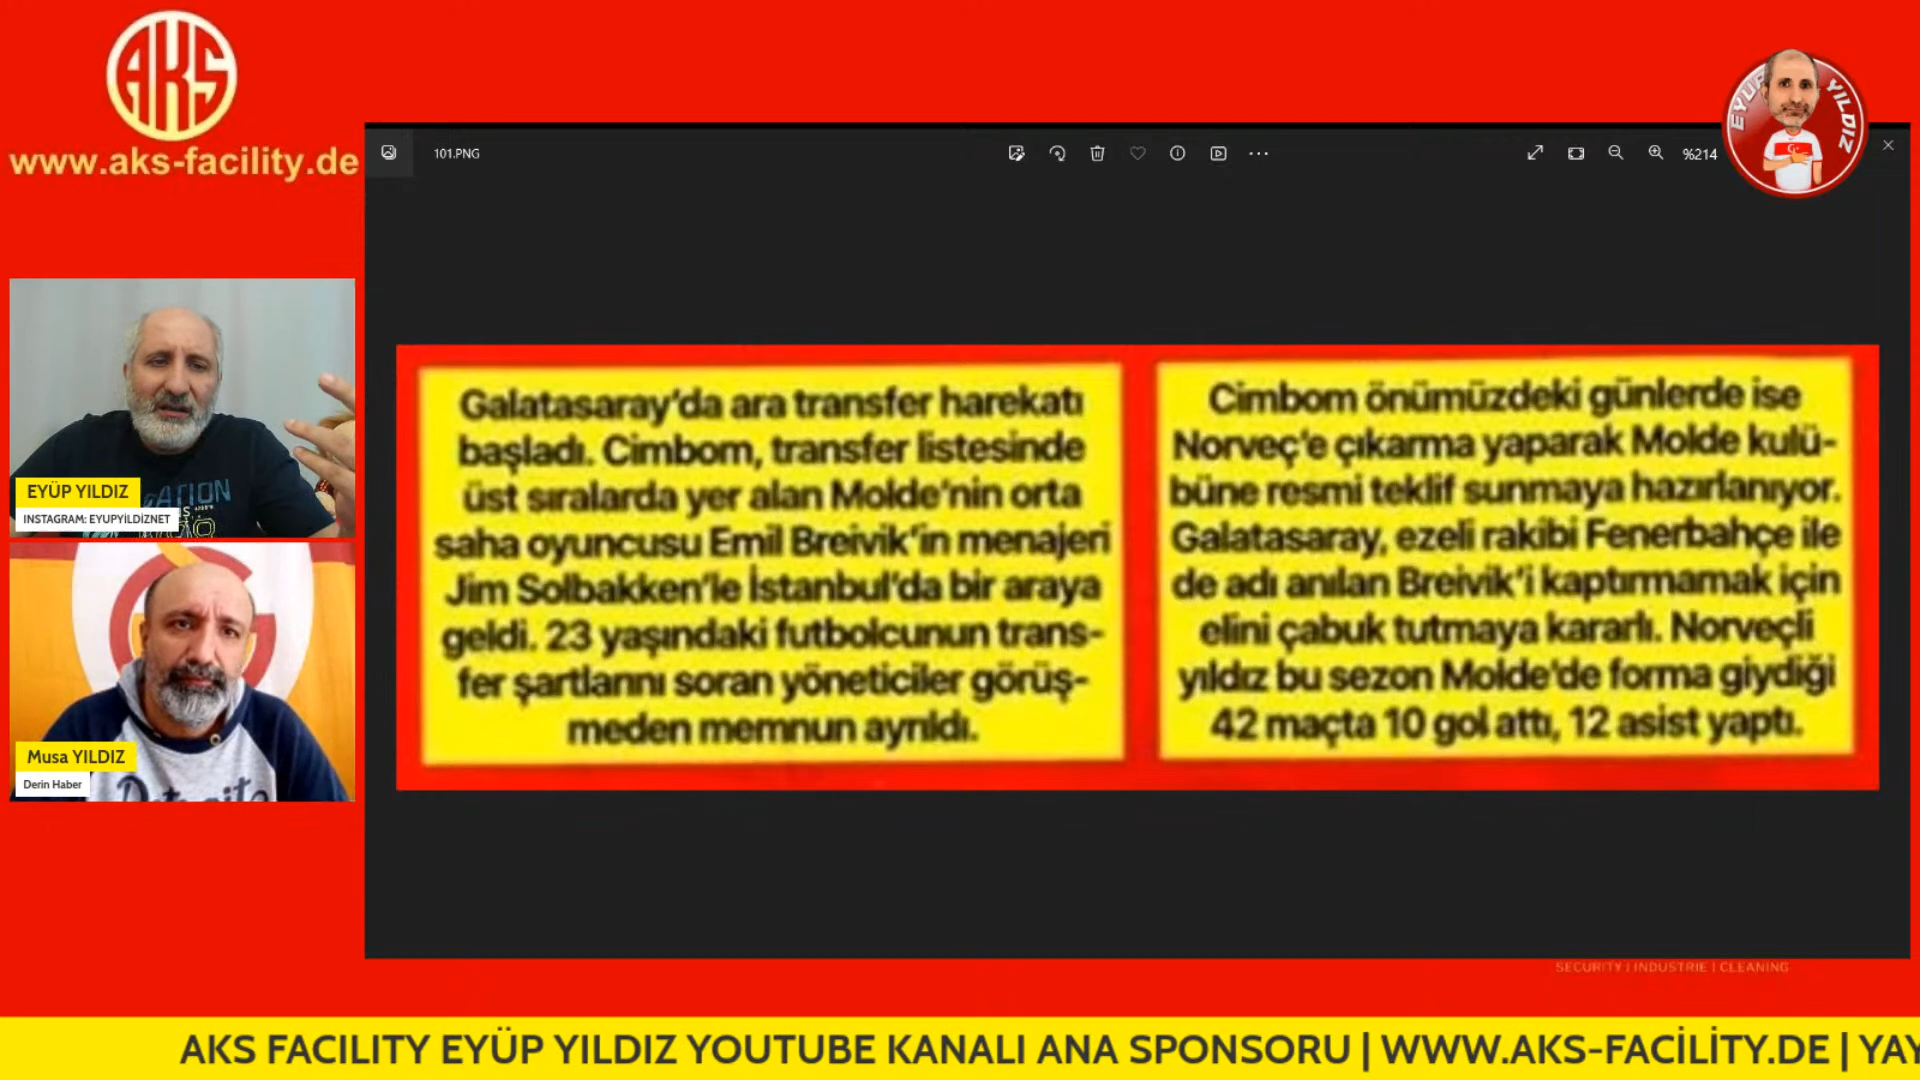 AKS
www.aks-facility.de
101.PNG
%214
EYÜP YILDIZ
Galatasaray'da ara transfer harekatı
başladı. Cimbom, transfer listesinde
üst sıralarda yer alan Molde'nin orta
saha oyuncusu Emil Breivik'in menajeri
Jim Solbakken'le İstanbul'da bir araya
geldi. 23 yaşındaki futbolcunun trans-
fer şartlarını soran yöneticiler görüş-
meden memnun ayrıldı.
Cimbom önümüzdeki günlerde ise
Norveç'e çıkarma yaparak Molde kulü-
büne resmi teklif sunmaya hazırlanıyor.
Galatasaray, ezeli rakibi Fenerbahçe ile
de adı anılan Breivik'i kaptırmamak için
elini çabuk tutmaya kararlı. Norveçli
yıldız bu sezon Molde'de forma giydiği
42 maçta 10 gol attı, 12 asist yaptı.
EYÜP YILDIZ
INSTAGRAM: EYUPYILDIZNET
Musa YILDIZ
Derin Haber
SECURITY | INDUSTRIE | CLEANING
AKS FACILITY EYÜP YILDIZ YOUTUBE KANALI ANA SPONSORU | WWW.AKS-FACİLİTY.DE | YAY